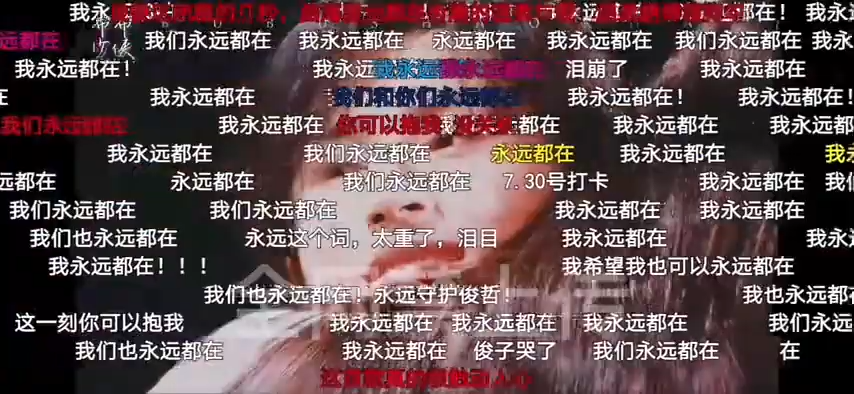 我永远都在！ 我
永远都在 我们永远都在 我永远都在 永远都在 我永远都在 我们永远都在 我永
我永远都在！ 我永远 泪崩了 我永远都在
在 我永远都在 我们和你们永远都在 我永远都在！ 我永远都在！
我们永远都在 我永远都在 你可以抱我 没关系 都在 我永远都在 我永远都
我永远都在 我们永远都在 永远都在 我永远都在 我
远都在 永远都在 我们永远都在 7.30号打卡 我永远都在 我们
我们永远都在 我们永远都在 我永远都在 我永远都在
我们也永远都在 永远这个词，太重了，泪目 我永远都在 我永
我永远都在！！！ 我希望我也可以永远都在
我们也永远都在！永远守护俊哲！ 我也永远都在
这一刻你可以抱我 我永远都在 我永远都在 我永远都在 我们永远
我们也永远都在 我永远都在 俊子哭了 我们永远都在 在